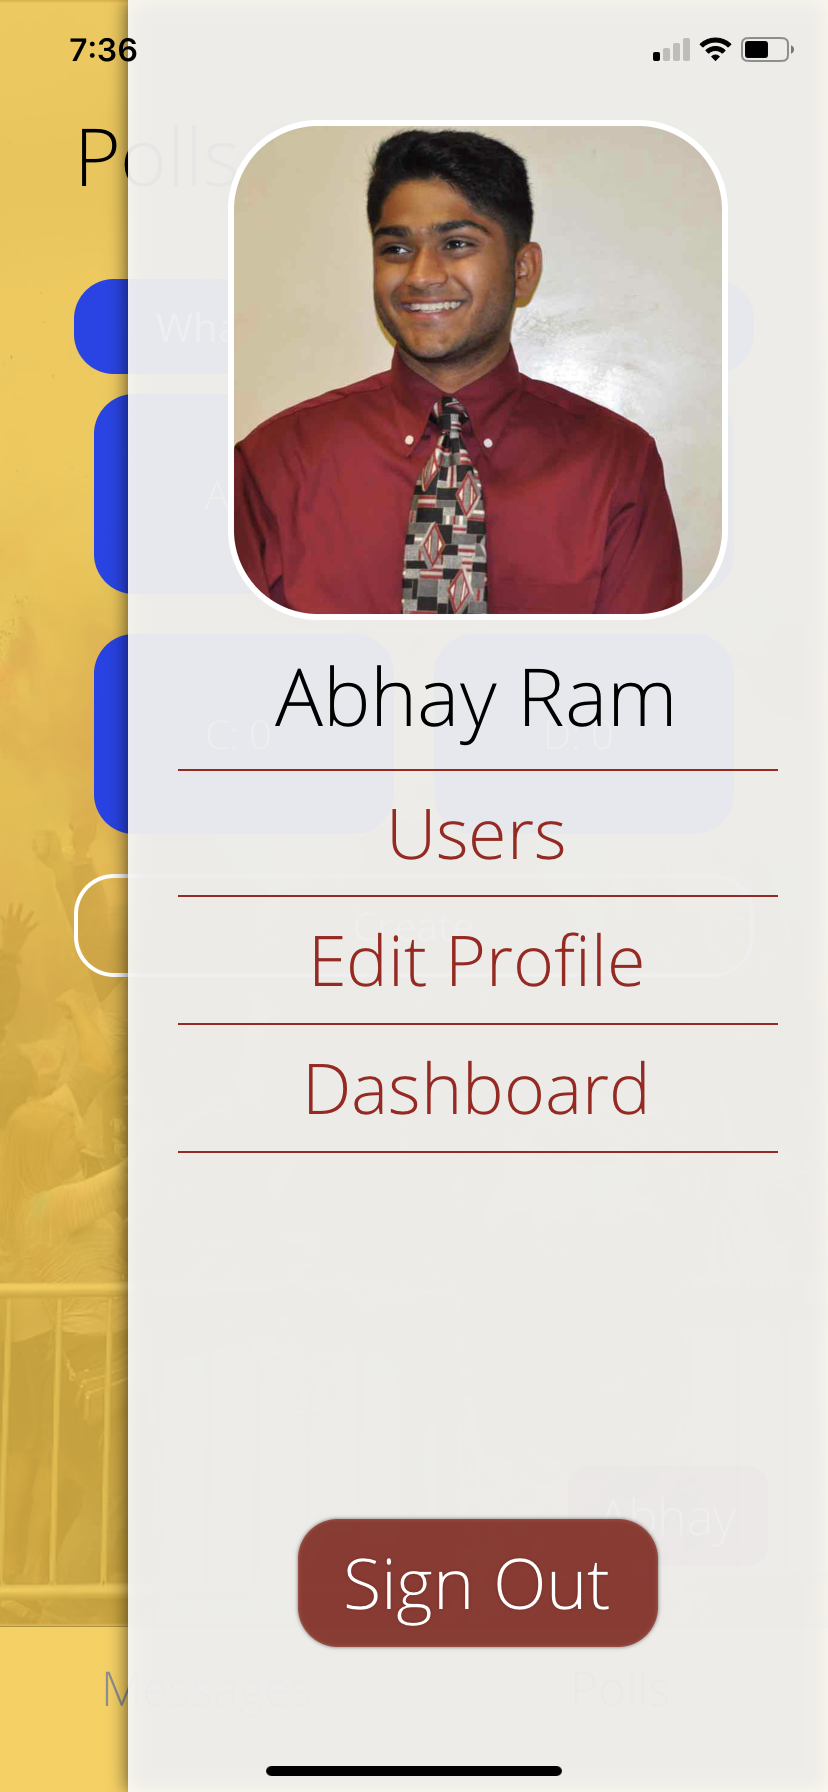 7:36
Polls
Wha
A
Abhay Ram
C: 0
D: 0
Users
Create
Edit Profile
Dashboard
Abhay
Sign Out
Messages
Polls